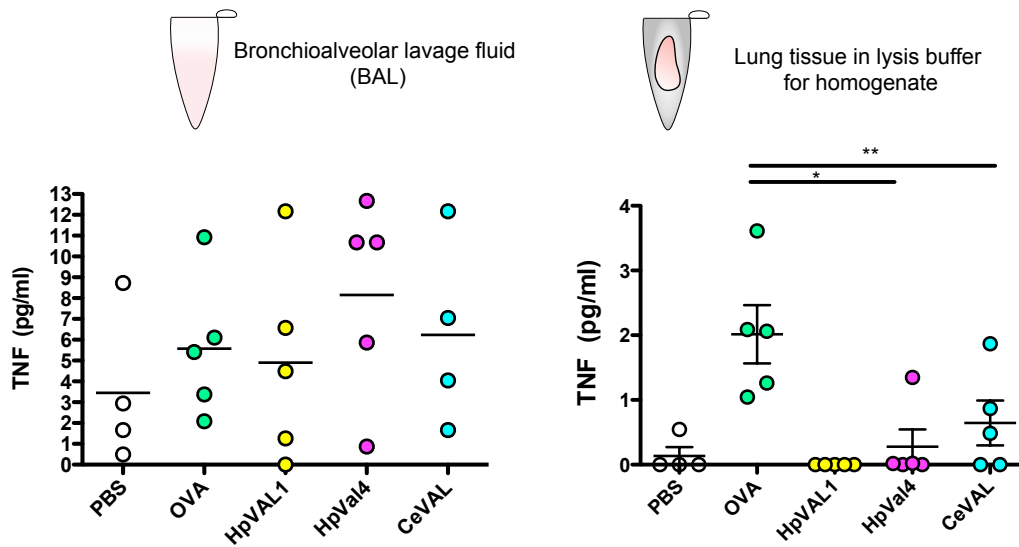 Bronchioalveolar lavage fluid
(BAL)
Lung tissue in lysis buffer
for homogenate
TNF (pg/ml)
13
12
11
10
9
8
7
6
5
4
3
2
1
0
PBS
OVA
HpVAL1
HpVal4
CeVAL
**
*
TNF (pg/ml)
4
3
2
1
0
PBS
OVA
HpVAL1
HpVal4
CeVAL